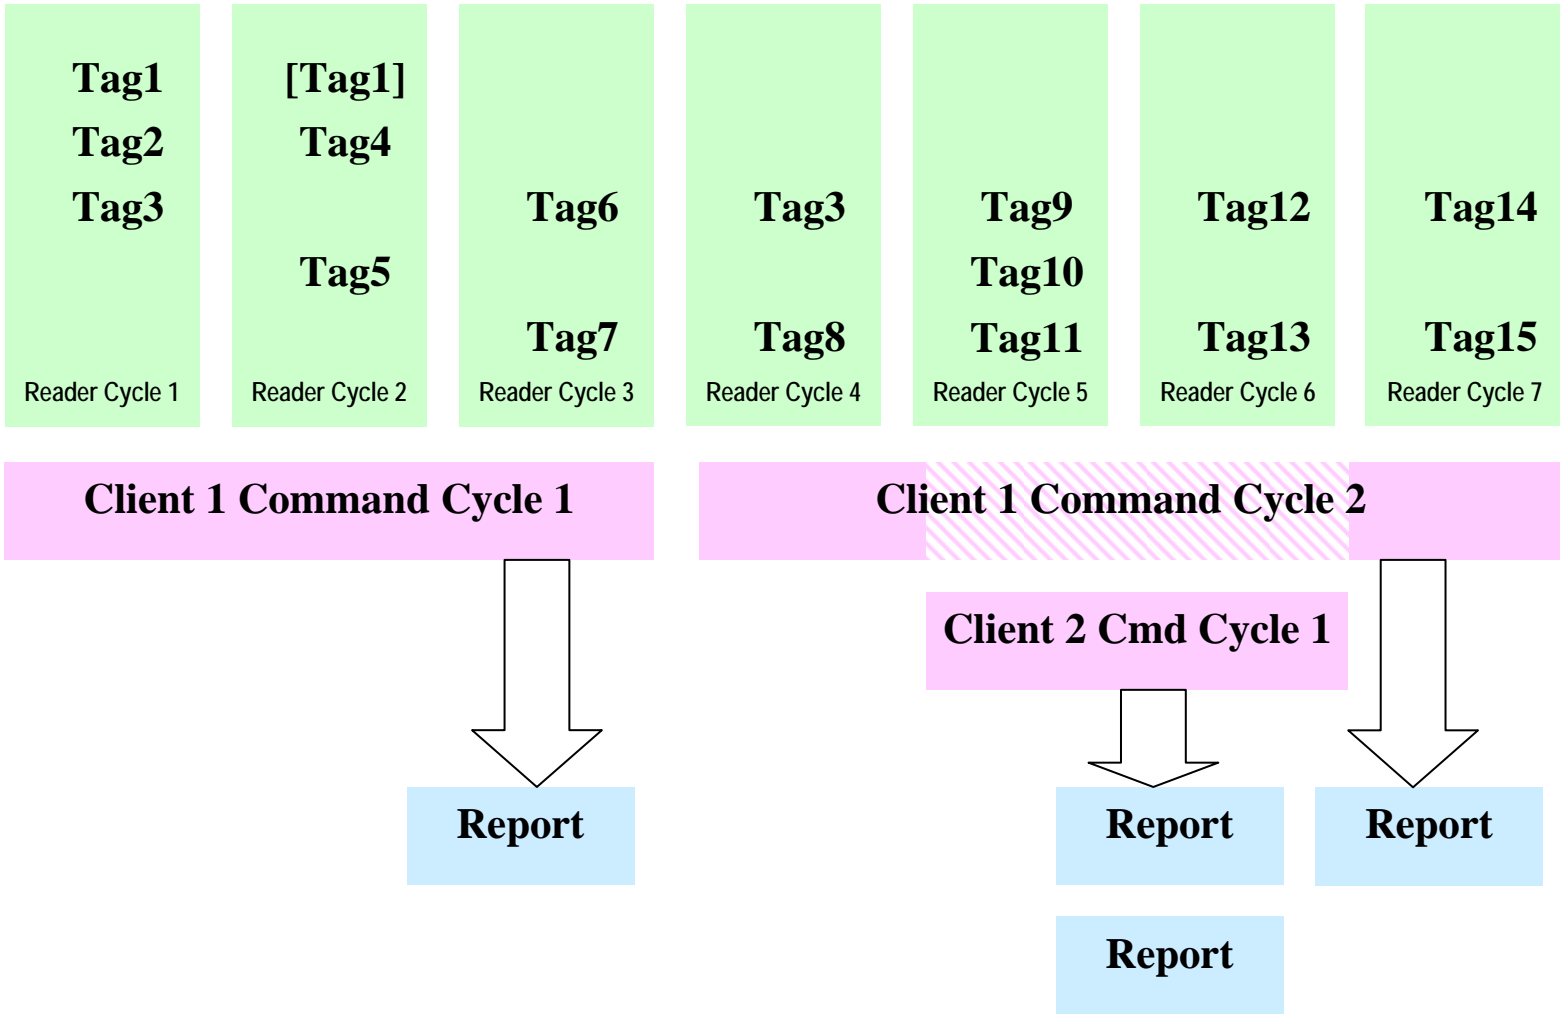 Tag1
Tag2
Tag3
Reader Cycle 1
[Tag1]
Tag4
Tag5
Reader Cycle 2
Tag6
Tag7
Reader Cycle 3
Tag3
Tag8
Reader Cycle 4
Tag9
Tag10
Tag11
Reader Cycle 5
Tag12
Tag13
Reader Cycle 6
Tag14
Tag15
Reader Cycle 7
Client 1 Command Cycle 1
Client 1 Command Cycle 2
Client 2 Cmd Cycle 1
Report
Report
Report
Report